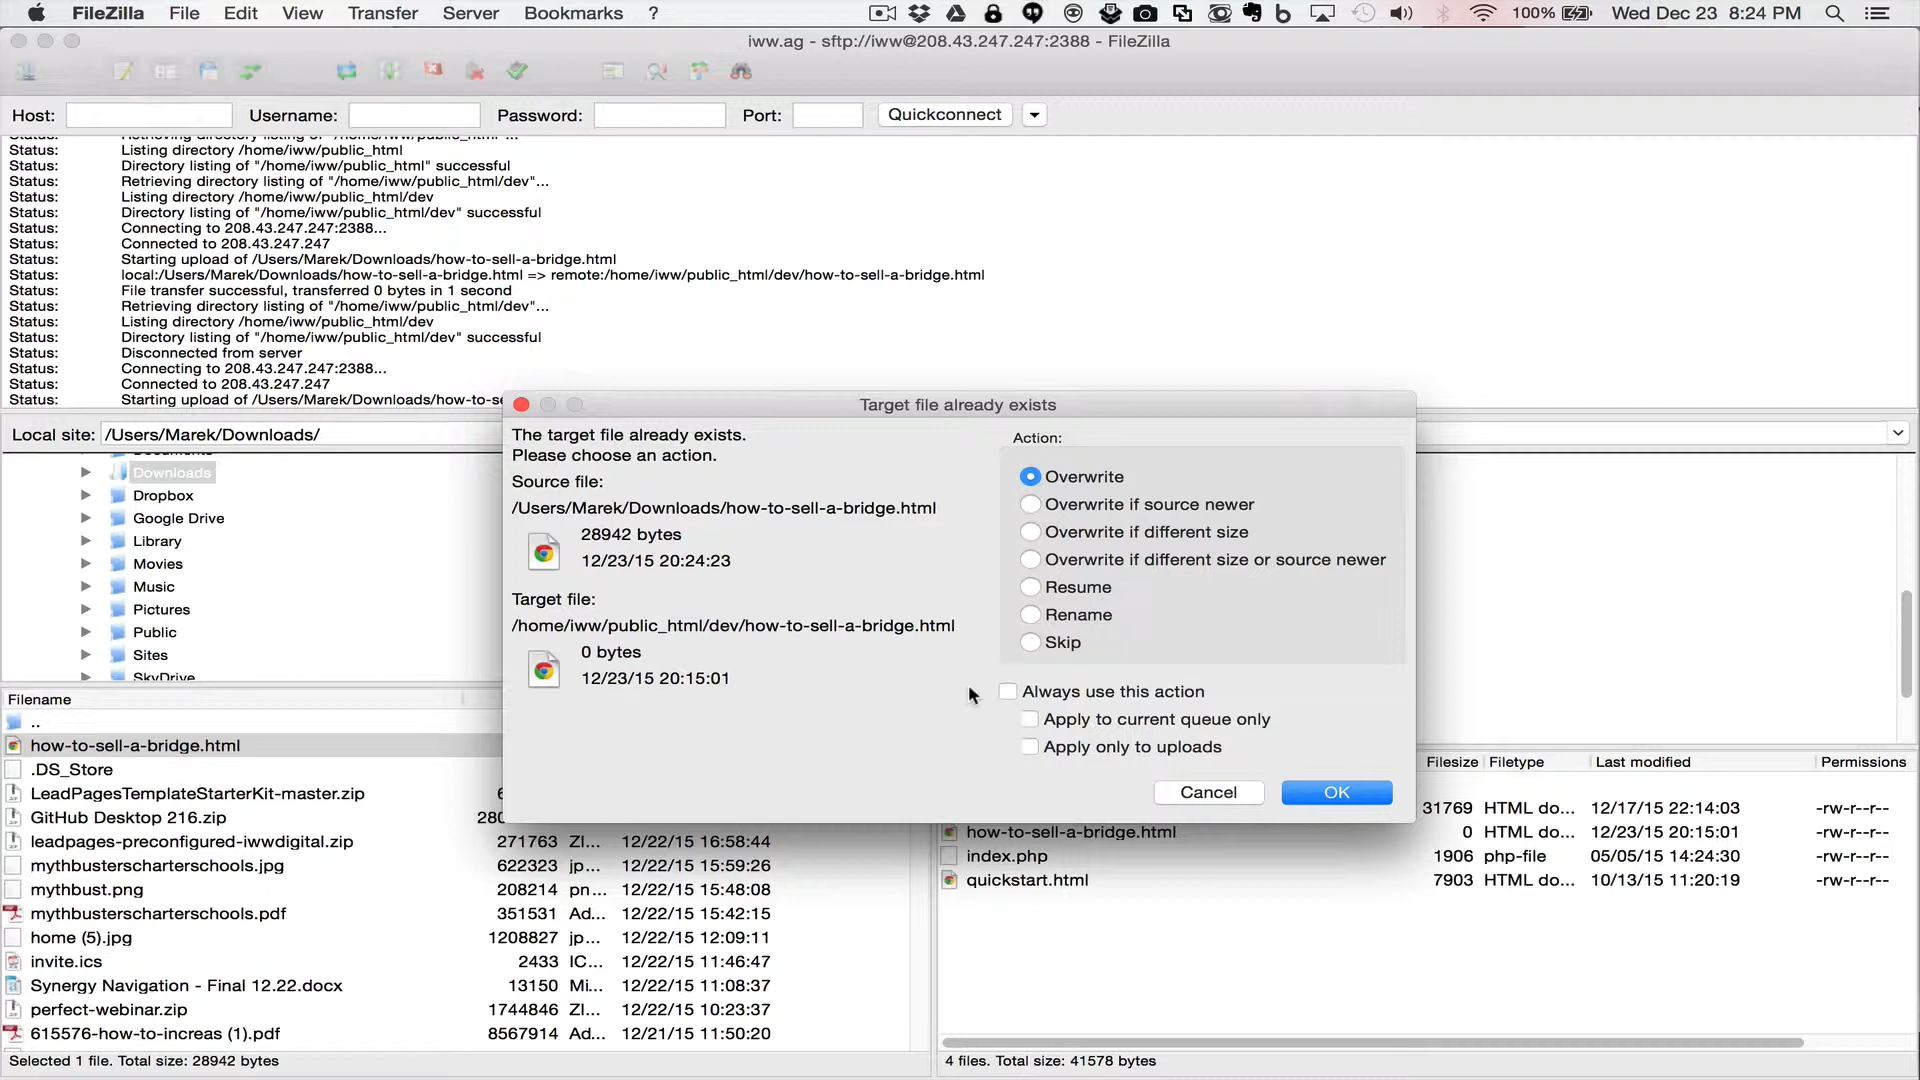 FileZilla File Edit View Transfer Server Bookmarks ? 100% Wed Dec 23 8:24 PM
iww.ag - sftp://iww@208.43.247.247:2388 - FileZilla
Host: Username: Password: Port: Quickconnect
Status: Retrieving directory listing of "/home/iww/public_html"...
Status: Listing directory /home/iww/public_html
Status: Directory listing of "/home/iww/public_html" successful
Status: Retrieving directory listing of "/home/iww/public_html/dev"...
Status: Listing directory /home/iww/public_html/dev
Status: Directory listing of "/home/iww/public_html/dev" successful
Status: Connecting to 208.43.247.247:2388...
Status: Connected to 208.43.247.247
Status: Starting upload of /Users/Marek/Downloads/how-to-sell-a-bridge.html
Status: local:/Users/Marek/Downloads/how-to-sell-a-bridge.html => remote:/home/iww/public_html/dev/how-to-sell-a-bridge.html
Status: File transfer successful, transferred 0 bytes in 1 second
Status: Retrieving directory listing of "/home/iww/public_html/dev"...
Status: Listing directory /home/iww/public_html/dev
Status: Directory listing of "/home/iww/public_html/dev" successful
Status: Disconnected from server
Status: Connecting to 208.43.247.247:2388...
Status: Connected to 208.43.247.247
Status: Starting upload of /Users/Marek/Downloads/how-to-se
Local site: /Users/Marek/Downloads/
Documents
Downloads
Dropbox
Google Drive
Library
Movies
Music
Pictures
Public
Sites
SkyDrive
Filename
..
how-to-sell-a-bridge.html
.DS_Store
LeadPagesTemplateStarterKit-master.zip
GitHub Desktop 216.zip 280
leadpages-preconfigured-iwwdigital.zip 271763 ZI... 12/22/15 16:58:44
mythbusterscharterschools.jpg 622323 jp... 12/22/15 15:59:26
mythbust.png 208214 pn... 12/22/15 15:48:08
mythbusterscharterschools.pdf 351531 Ad... 12/22/15 15:42:15
home (5).jpg 1208827 jp... 12/22/15 12:09:11
invite.ics 2433 IC... 12/22/15 11:46:47
Synergy Navigation - Final 12.22.docx 13150 Mi... 12/22/15 11:08:37
perfect-webinar.zip 1744846 ZI... 12/22/15 10:23:37
615576-how-to-increas (1).pdf 8567914 Ad... 12/21/15 11:50:20
Selected 1 file. Total size: 28942 bytes
Target file already exists
The target file already exists.
Please choose an action.
Source file:
/Users/Marek/Downloads/how-to-sell-a-bridge.html
28942 bytes
12/23/15 20:24:23
Target file:
/home/iww/public_html/dev/how-to-sell-a-bridge.html
0 bytes
12/23/15 20:15:01
Action:
Overwrite
Overwrite if source newer
Overwrite if different size
Overwrite if different size or source newer
Resume
Rename
Skip
Always use this action
Apply to current queue only
Apply only to uploads
Cancel OK
Filesize Filetype Last modified Permissions
31769 HTML do... 12/17/15 22:14:03 -rw-r--r--
how-to-sell-a-bridge.html 0 HTML do... 12/23/15 20:15:01 -rw-r--r--
index.php 1906 php-file 05/05/15 14:24:30 -rw-r--r--
quickstart.html 7903 HTML do... 10/13/15 11:20:19 -rw-r--r--
4 files. Total size: 41578 bytes